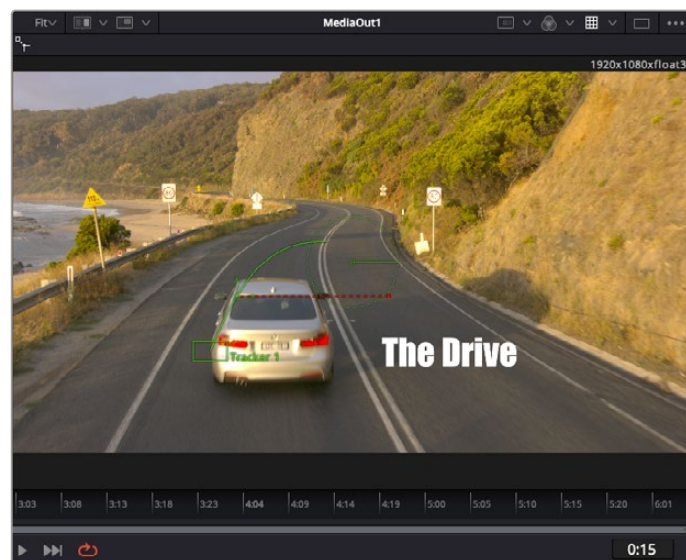 Fit MediaOut1
1920x1080xfloat3
Tracker 1
The Drive
3:03 3:08 3:13 3:18 3:23 4:04 4:09 4:14 4:19 5:00 5:05 5:10 5:15 5:20 6:01
0:15